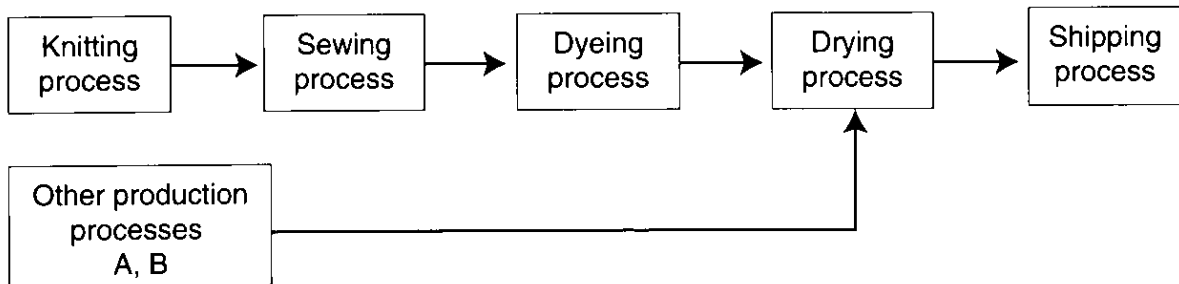 Knitting
process
Sewing
process
Dyeing
process
Drying
process
Shipping
process
Other production
processes
A, B